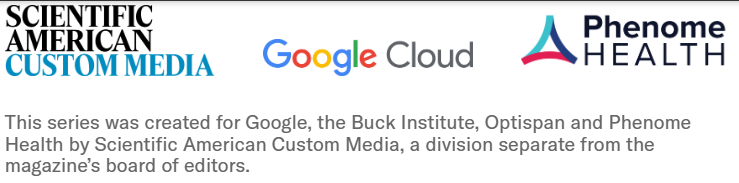 SCIENTIFIC
AMERICAN
CUSTOM MEDIA
Google Cloud
Phenome
HEALTH
This series was created for Google, the Buck Institute, Optispan and Phenome
Health by Scientific American Custom Media, a division separate from the
magazine’s board of editors.